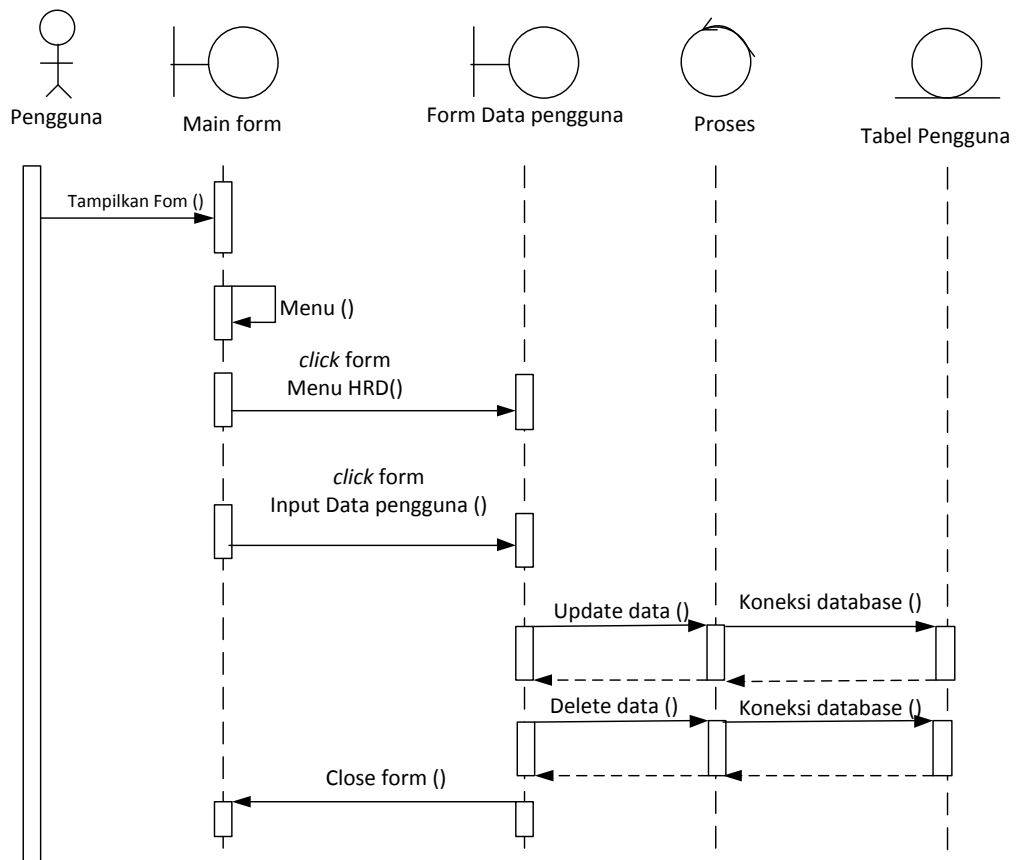 Pengguna
Main form
Form Data pengguna
Proses
Tabel Pengguna
Tampilkan Fom ()
Menu ()
click form
Menu HRD()
click form
Input Data pengguna ()
Update data ()
Koneksi database ()
Delete data ()
Koneksi database ()
Close form ()